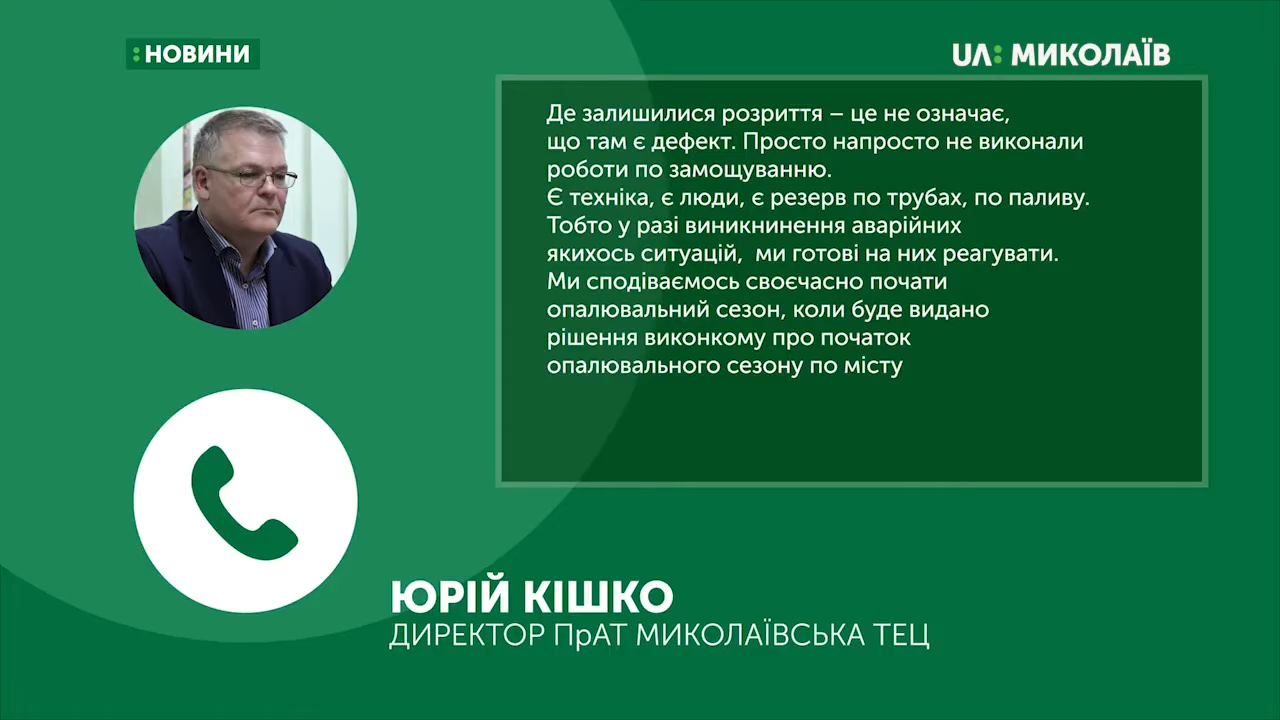 :НОВИНИ
UA: МИКОЛАЇВ
Де залишилися розриття – це не означає,
що там є дефект. Просто напросто не виконали
роботи по замощуванню.
Є техніка, є люди, є резерв по трубах, по паливу.
Тобто у разі виникнинення аварійних
якихось ситуацій,  ми готові на них реагувати.
Ми сподіваємось своєчасно почати
опалювальний сезон, коли буде видано
рішення виконкому про початок
опалювального сезону по місту
ЮРІЙ КІШКО
ДИРЕКТОР ПрАТ МИКОЛАЇВСЬКА ТЕЦ